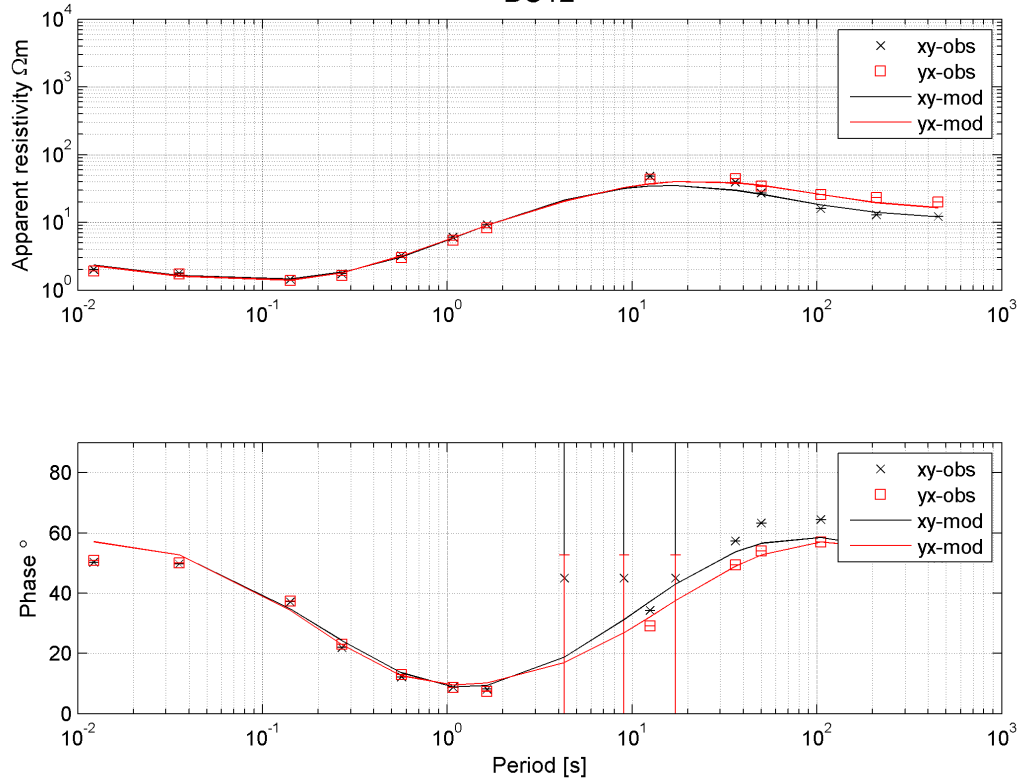 10^4
10^3
10^2
10^1
10^0
Apparent resistivity Ωm
xy-obs
yx-obs
xy-mod
yx-mod
10^-2 10^-1 10^0 10^1 10^2 10^3
80
60
40
20
0
Phase °
xy-obs
yx-obs
xy-mod
yx-mod
10^-2 10^-1 10^0 10^1 10^2 10^3
Period [s]